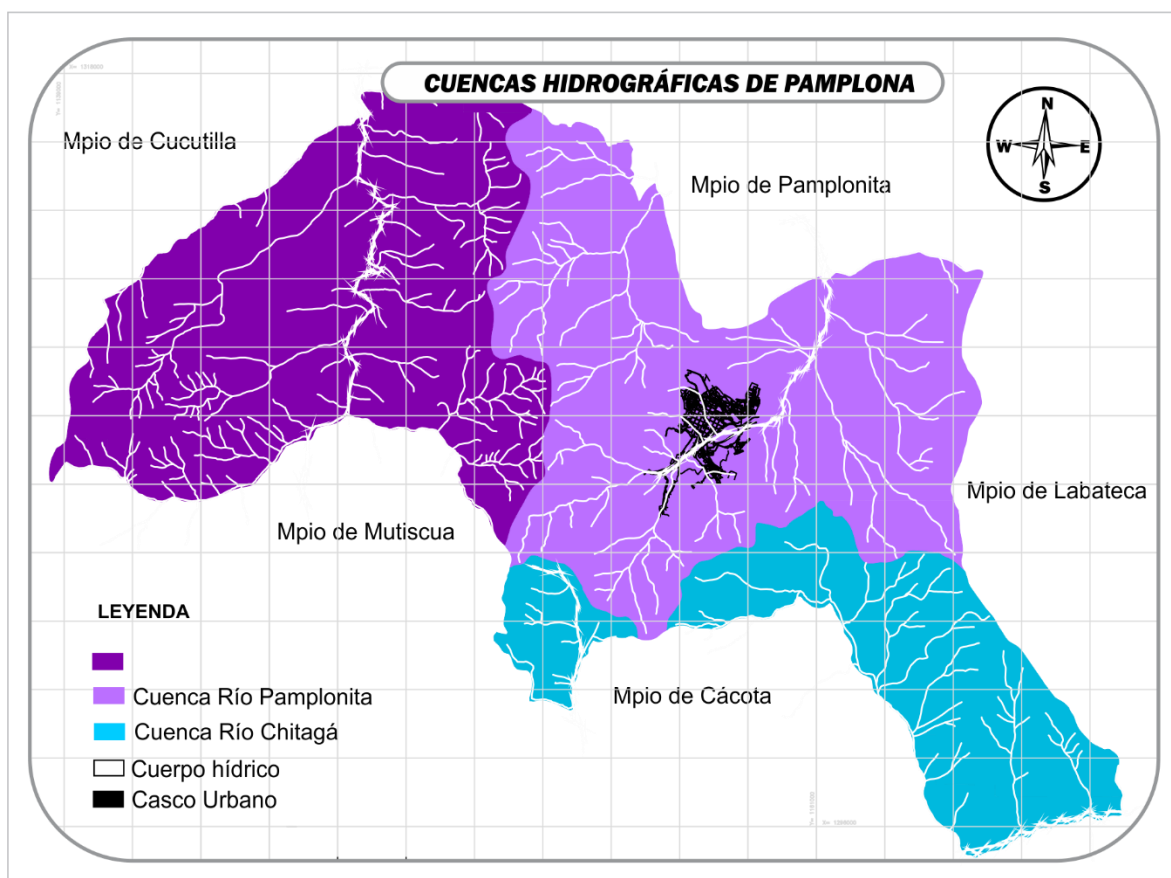 X= 1318000
CUENCAS HIDROGRÁFICAS DE PAMPLONA
N
W E
S
Mpio de Cucutilla
Mpio de Pamplonita
Mpio de Labateca
Mpio de Mutiscua
Mpio de Cácota
LEYENDA
Cuenca Río Pamplonita
Cuenca Río Chitagá
Cuerpo hídrico
Casco Urbano